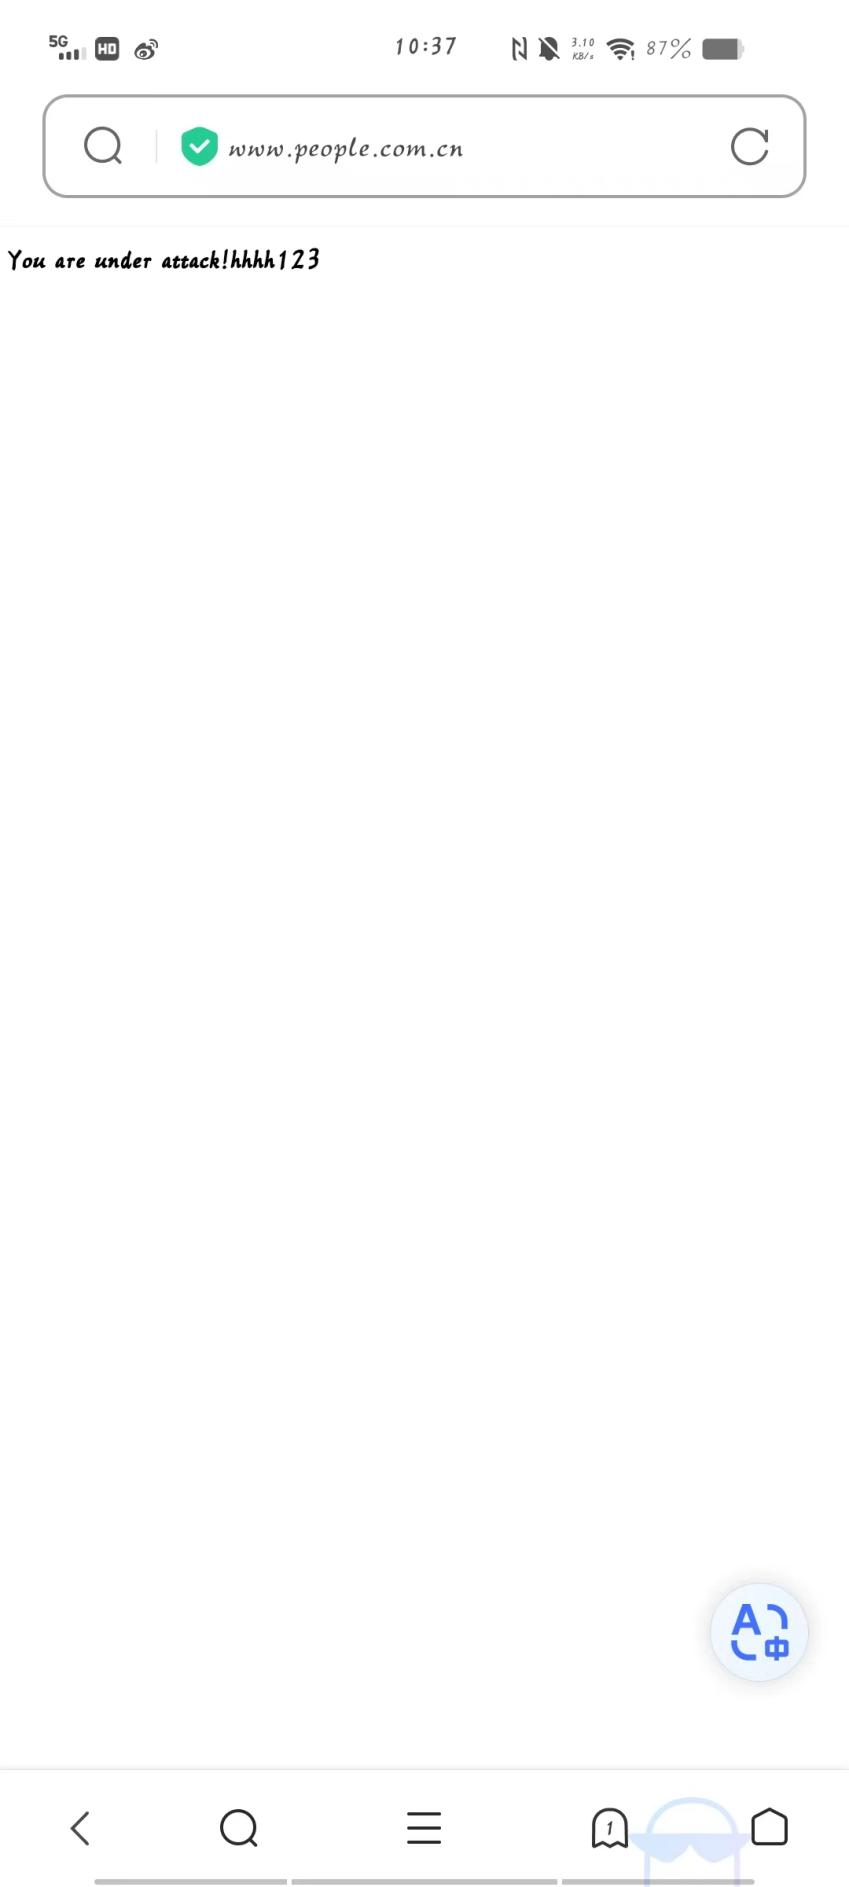 5G HD 10:37 3.10 KB/s 87%
www.people.com.cn
You are under attack!hhhh123
A 中
1